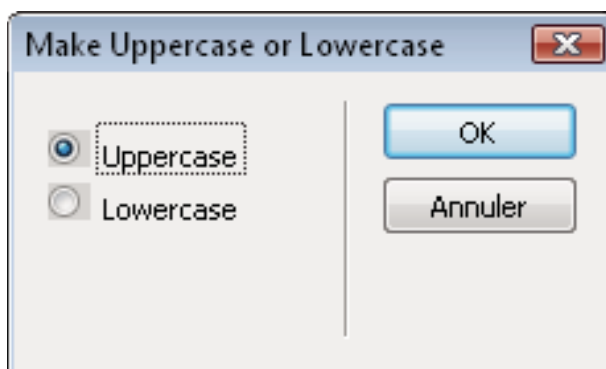 Make Uppercase or Lowercase
Uppercase
Lowercase
OK
Annuler